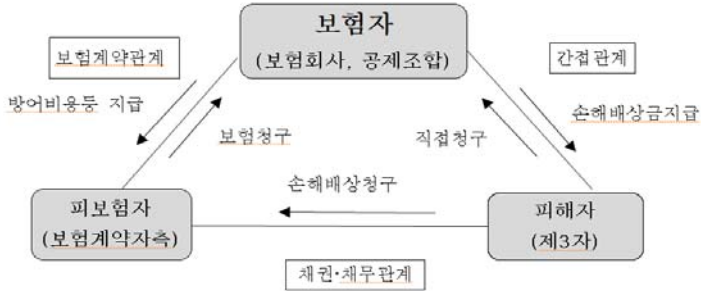 보험자
(보험회사, 공제조합)
보험계약관계
간접관계
방어비용등 지급
손해배상금지급
보험청구
직접청구
손해배상청구
피보험자
(보험계약자측)
피해자
(제3자)
채권·채무관계